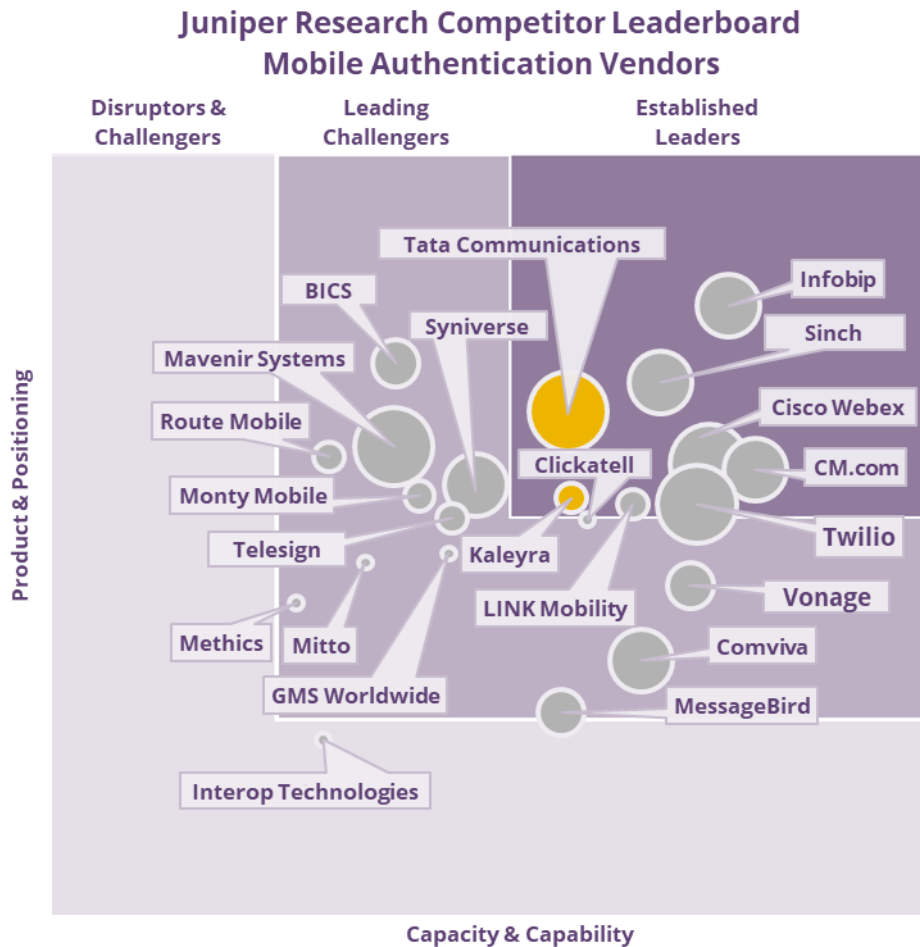 Juniper Research Competitor Leaderboard
Mobile Authentication Vendors
Disruptors &
Challengers
Leading
Challengers
Established
Leaders
Tata Communications
BICS
Infobip
Syniverse
Sinch
Mavenir Systems
Cisco Webex
Route Mobile
Clickatell
CM.com
Monty Mobile
Twilio
Telesign
Kaleyra
Vonage
LINK Mobility
Methics
Mitto
Comviva
GMS Worldwide
MessageBird
Interop Technologies
Product & Positioning
Capacity & Capability